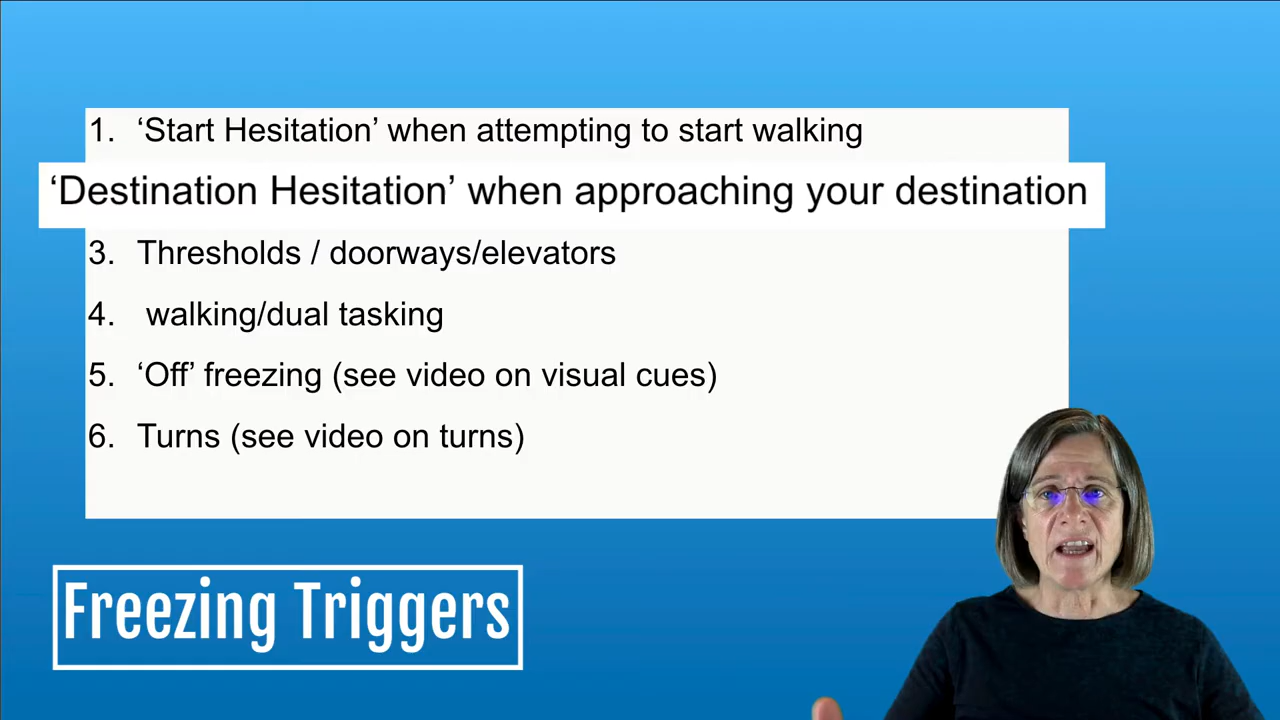 1. ‘Start Hesitation’ when attempting to start walking
‘Destination Hesitation’ when approaching your destination
3. Thresholds / doorways/elevators
4. walking/dual tasking
5. ‘Off’ freezing (see video on visual cues)
6. Turns (see video on turns)
Freezing Triggers